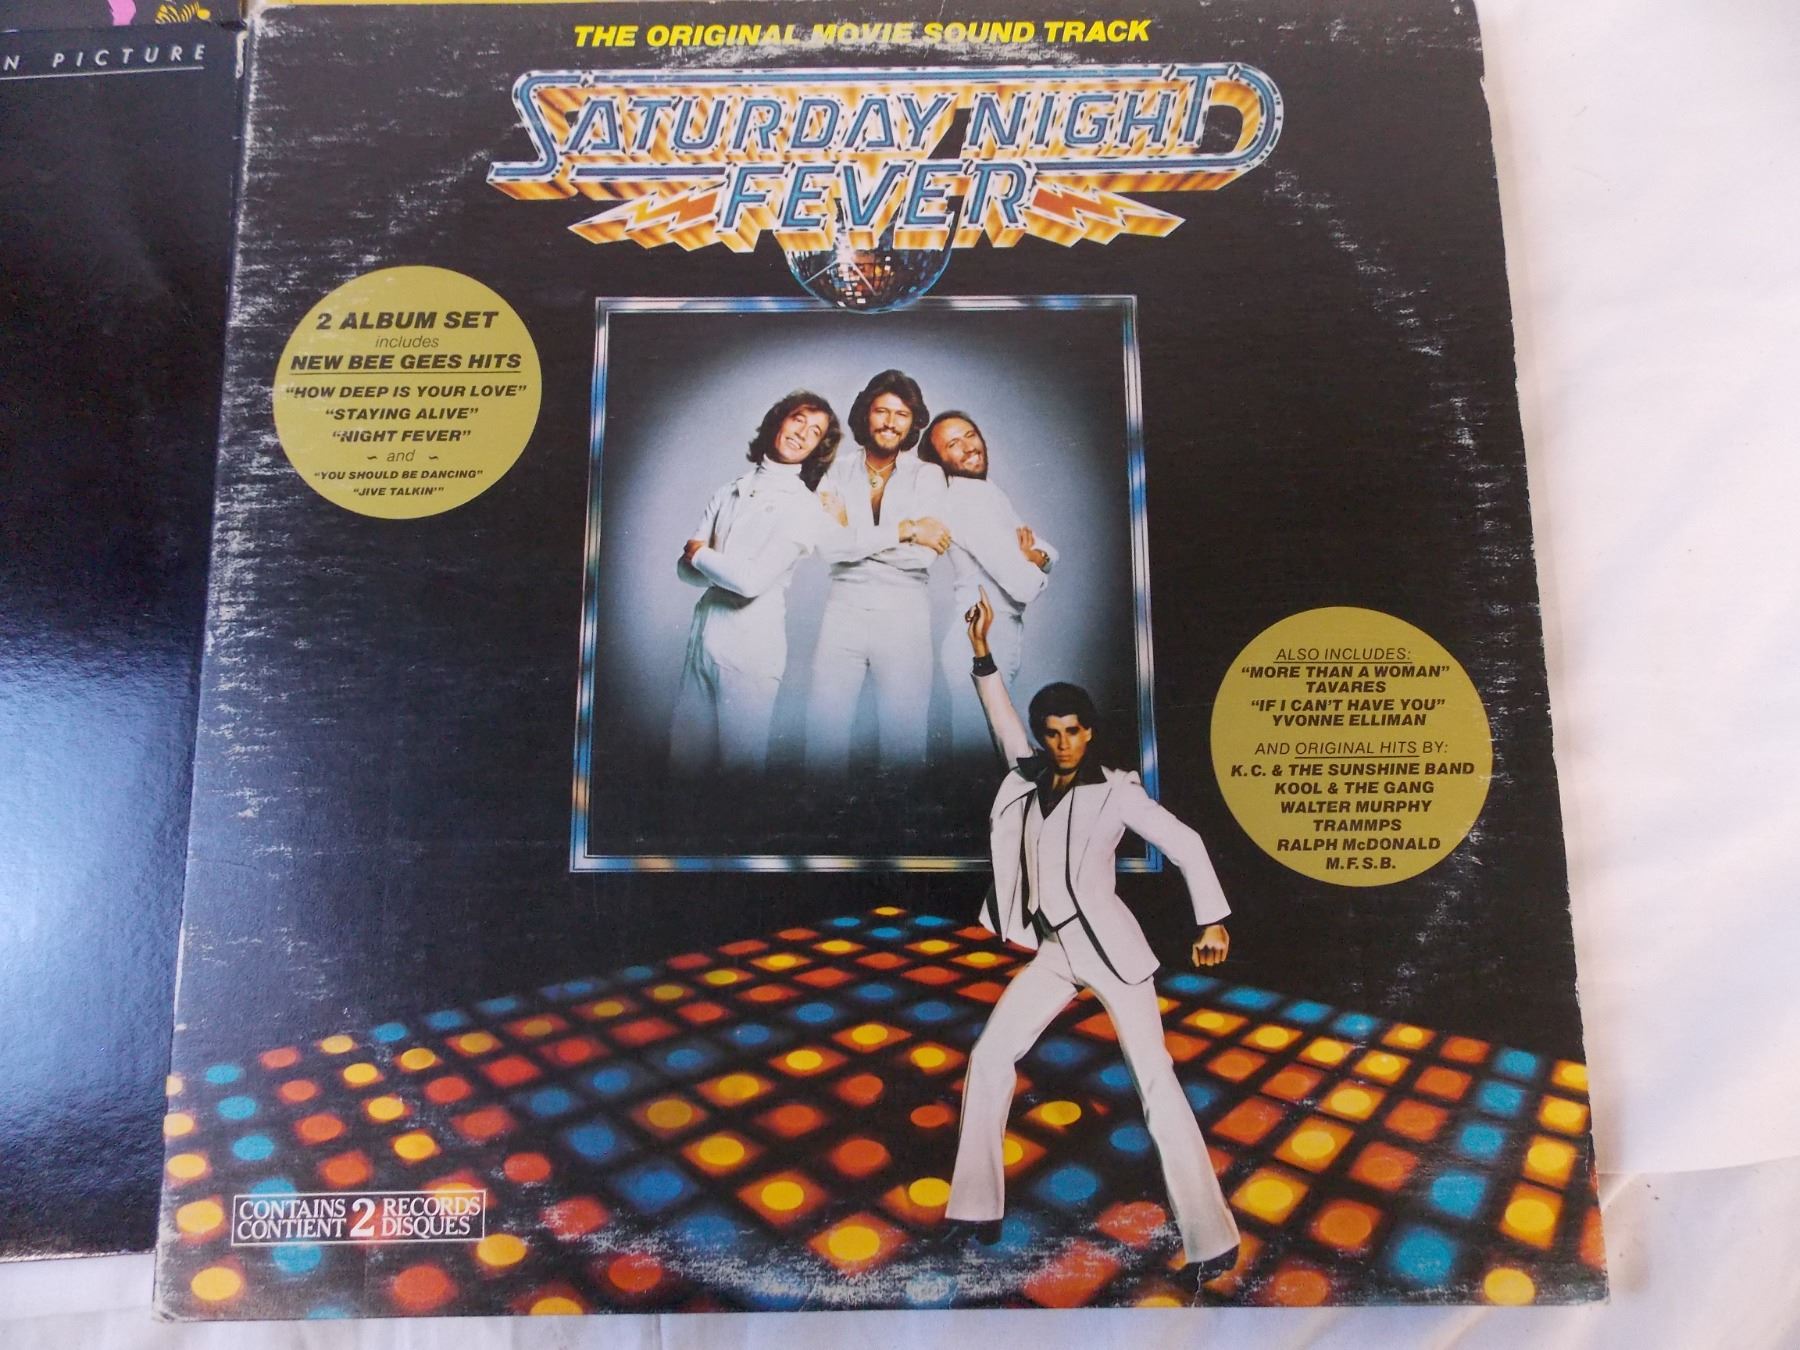 N PICTURE
THE ORIGINAL MOVIE SOUND TRACK
SATURDAY NIGHT
FEVER
2 ALBUM SET
includes
NEW BEE GEES HITS
"HOW DEEP IS YOUR LOVE"
"STAYING ALIVE"
"NIGHT FEVER"
~ and ~
"YOU SHOULD BE DANCING"
"JIVE TALKIN'"
ALSO INCLUDES:
"MORE THAN A WOMAN"
TAVARES
"IF I CAN'T HAVE YOU"
YVONNE ELLIMAN
AND ORIGINAL HITS BY:
K.C. & THE SUNSHINE BAND
KOOL & THE GANG
WALTER MURPHY
TRAMMPS
RALPH McDONALD
M.F.S.B.
CONTAINS 2 RECORDS
CONTIENT 2 DISQUES